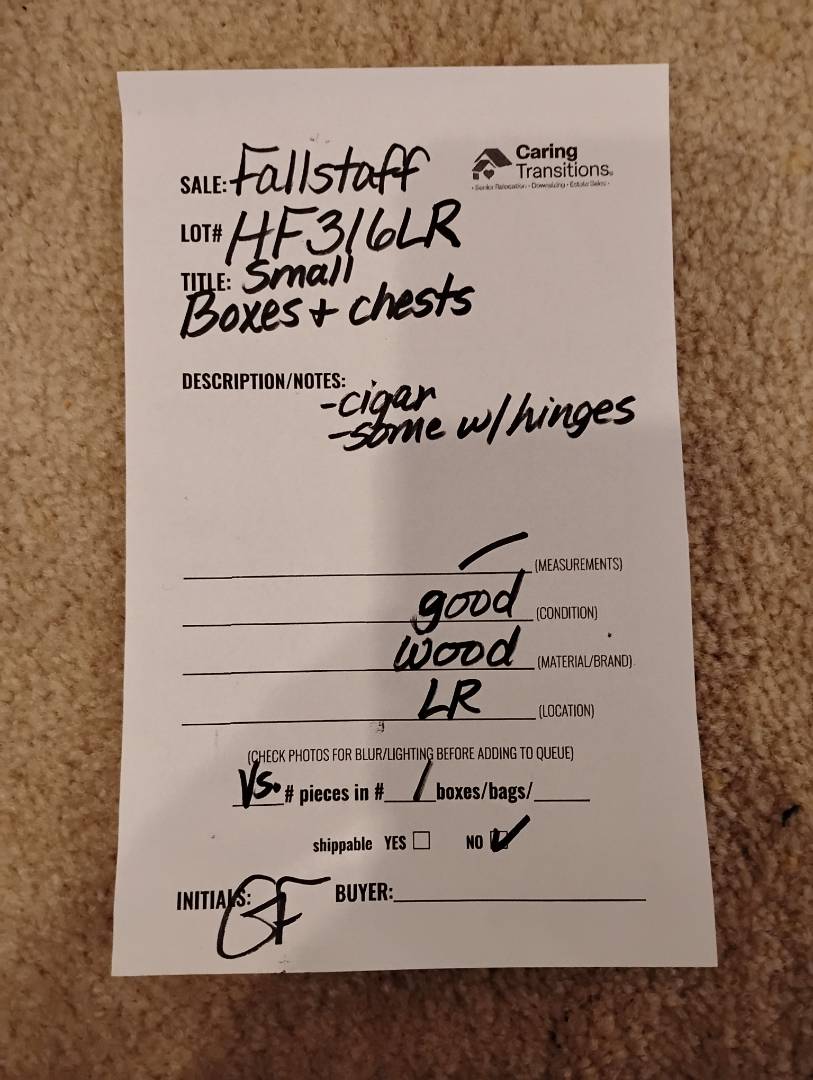 Caring
Transitions
• Senior Relocation • Downsizing • Estate Sales •
SALE: Fallstaff
LOT# HF316LR
TITLE: Small
Boxes + chests
DESCRIPTION/NOTES:
-cigar
-some w/hinges
(MEASUREMENTS)
good (CONDITION)
wood (MATERIAL/BRAND)
LR (LOCATION)
(CHECK PHOTOS FOR BLUR/LIGHTING BEFORE ADDING TO QUEUE)
Vs. # pieces in # 1 boxes/bags/
shippable YES NO
INITIALS: BUYER: